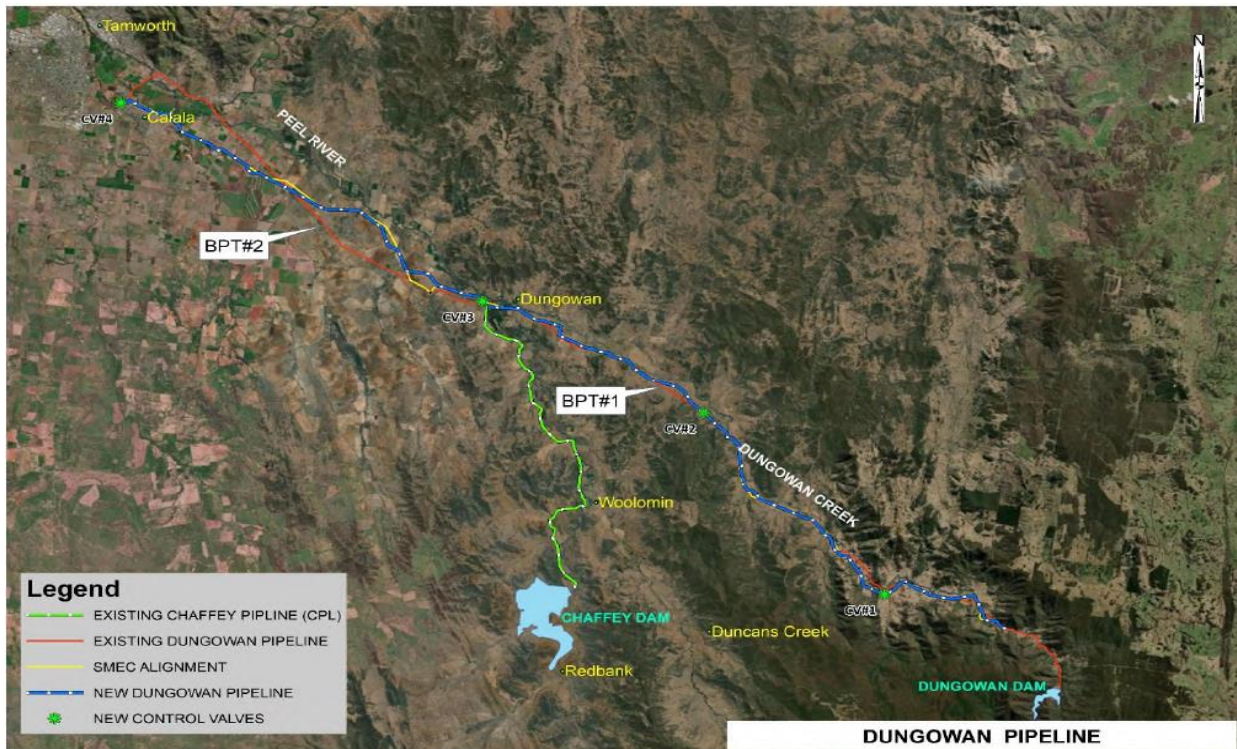 Tamworth
N
CV#4
Calala
PEEL RIVER
BPT#2
Dungowan
CV#3
BPT#1
CV#2
DUNGOWAN CREEK
Woolomin
CV#1
CHAFFEY DAM
Duncans Creek
Redbank
DUNGOWAN DAM
Legend
EXISTING CHAFFEY PIPLINE (CPL)
EXISTING DUNGOWAN PIPELINE
SMEC ALIGNMENT
NEW DUNGOWAN PIPELINE
NEW CONTROL VALVES
DUNGOWAN PIPELINE